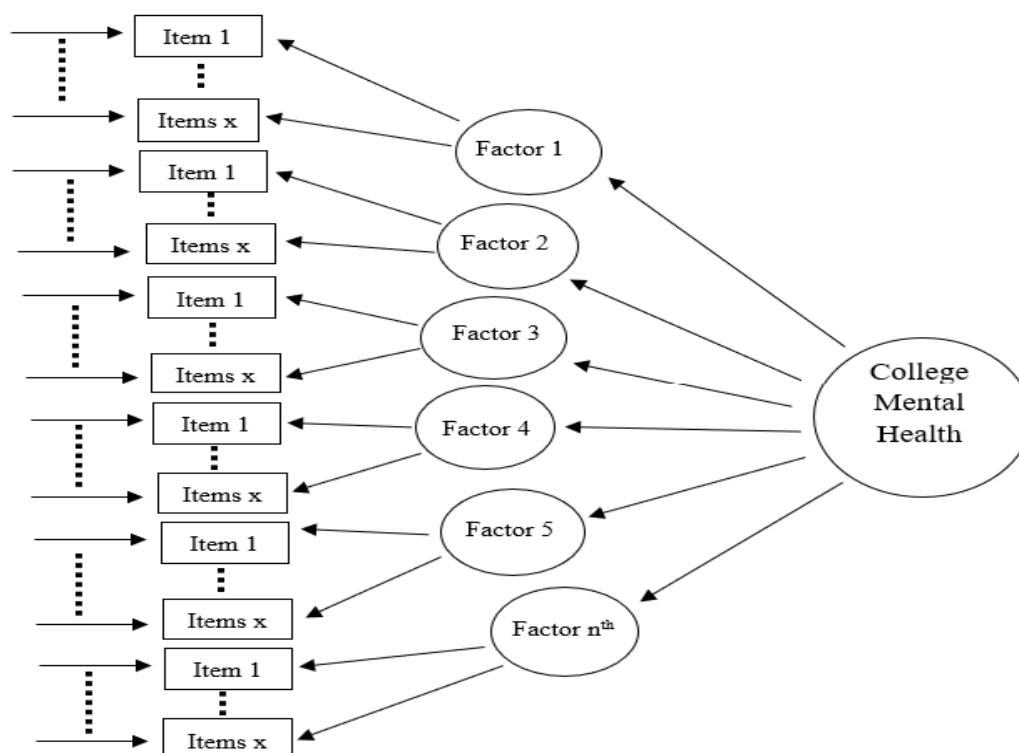 Item 1
Items x
Factor 1
Item 1
Items x
Factor 2
Item 1
Items x
Factor 3
Item 1
Items x
Factor 4
Item 1
Items x
Factor 5
Item 1
Items x
Factor nᵗʰ
College
Mental
Health